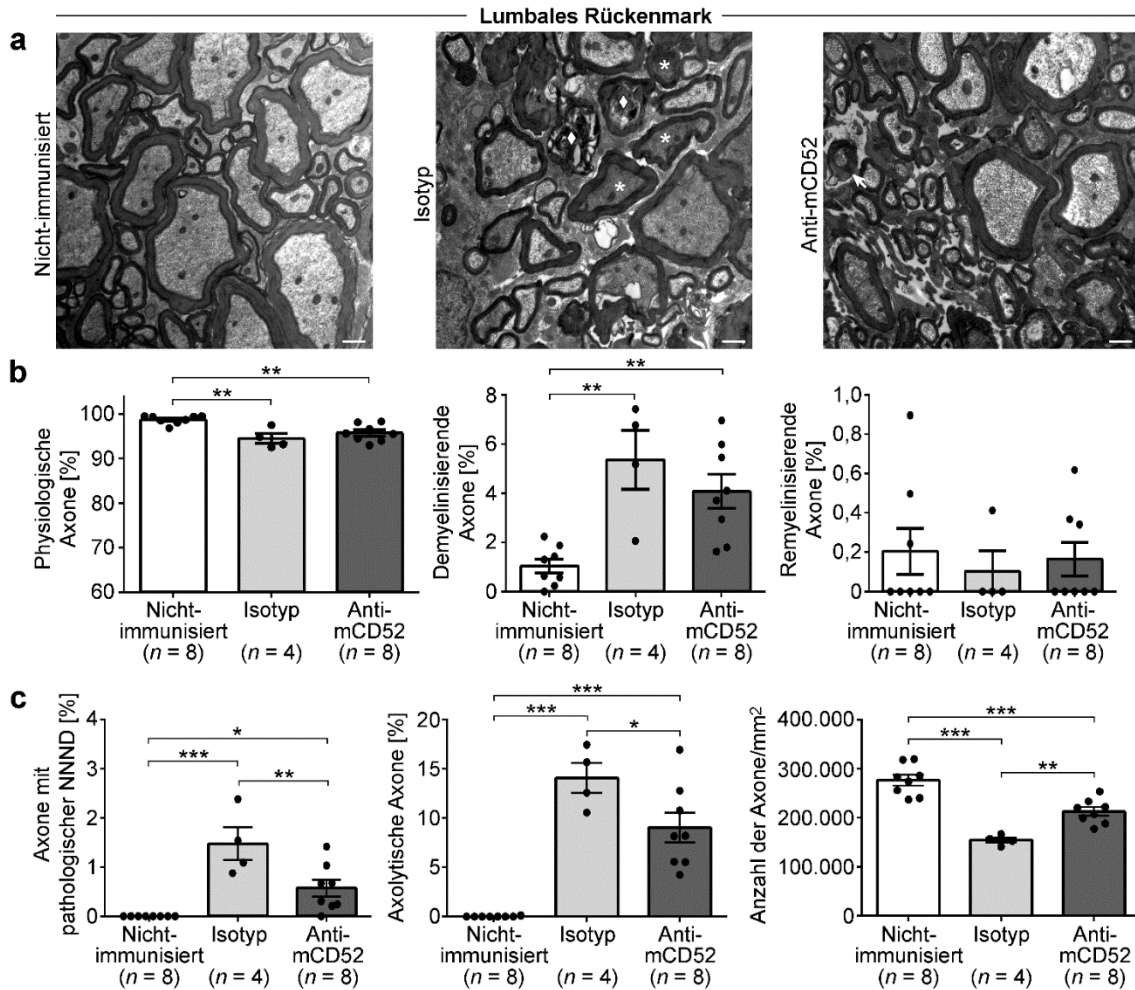 Lumbales Rückenmark
a
Nicht-immunisiert
Isotyp
*
*
*
Anti-mCD52
b
Physiologische
Axone [%]
100
90
80
70
60
**
**
Nicht-
immunisiert
(n = 8)
Isotyp
(n = 4)
Anti-
mCD52
(n = 8)
Demyelinisierende
Axone [%]
8
6
4
2
0
**
**
Nicht-
immunisiert
(n = 8)
Isotyp
(n = 4)
Anti-
mCD52
(n = 8)
Remyelinisierende
Axone [%]
1,0
0,8
0,6
0,4
0,2
0
Nicht-
immunisiert
(n = 8)
Isotyp
(n = 4)
Anti-
mCD52
(n = 8)
c
Axone mit
pathologischer NNND [%]
4
3
2
1
0
*
***
**
Nicht-
immunisiert
(n = 8)
Isotyp
(n = 4)
Anti-
mCD52
(n = 8)
Axolytische Axone [%]
20
15
10
5
0
***
***
*
Nicht-
immunisiert
(n = 8)
Isotyp
(n = 4)
Anti-
mCD52
(n = 8)
Anzahl der Axone/mm²
400.000
300.000
200.000
100.000
0
***
***
**
Nicht-
immunisiert
(n = 8)
Isotyp
(n = 4)
Anti-
mCD52
(n = 8)